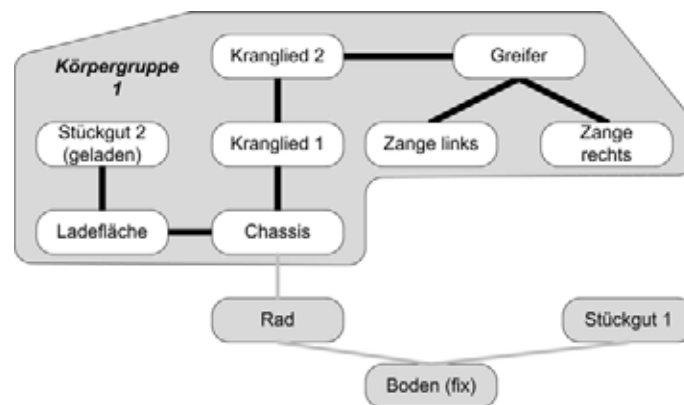 Kranglied 2
Greifer
Körpergruppe
1
Stückgut 2
(geladen)
Kranglied 1
Zange links
Zange
rechts
Ladefläche
Chassis
Rad
Stückgut 1
Boden (fix)